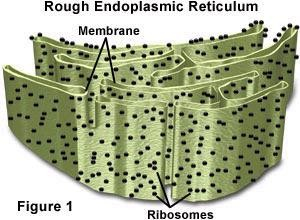 Rough Endoplasmic Reticulum
Membrane
Figure 1
Ribosomes